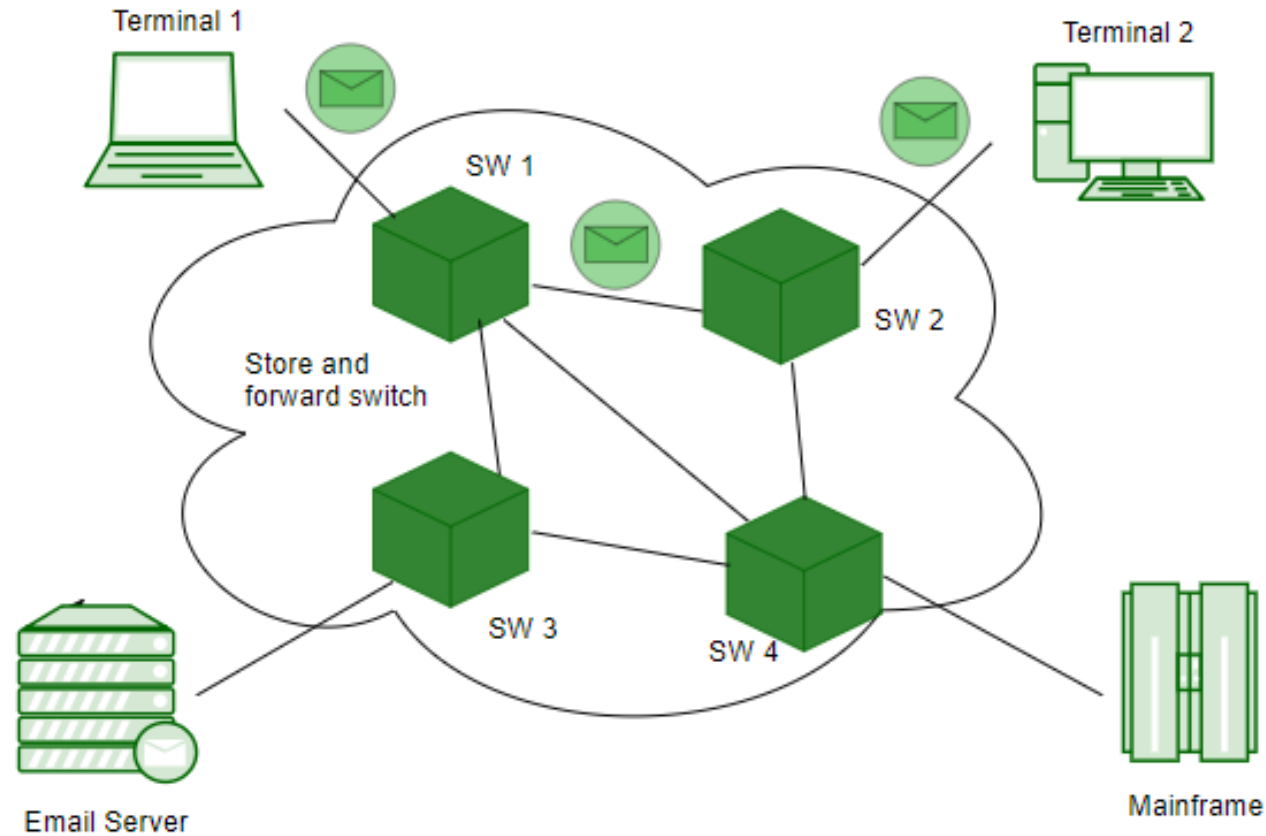 Terminal 1
Terminal 2
SW 1
SW 2
Store and
forward switch
SW 3
SW 4
Email Server
Mainframe